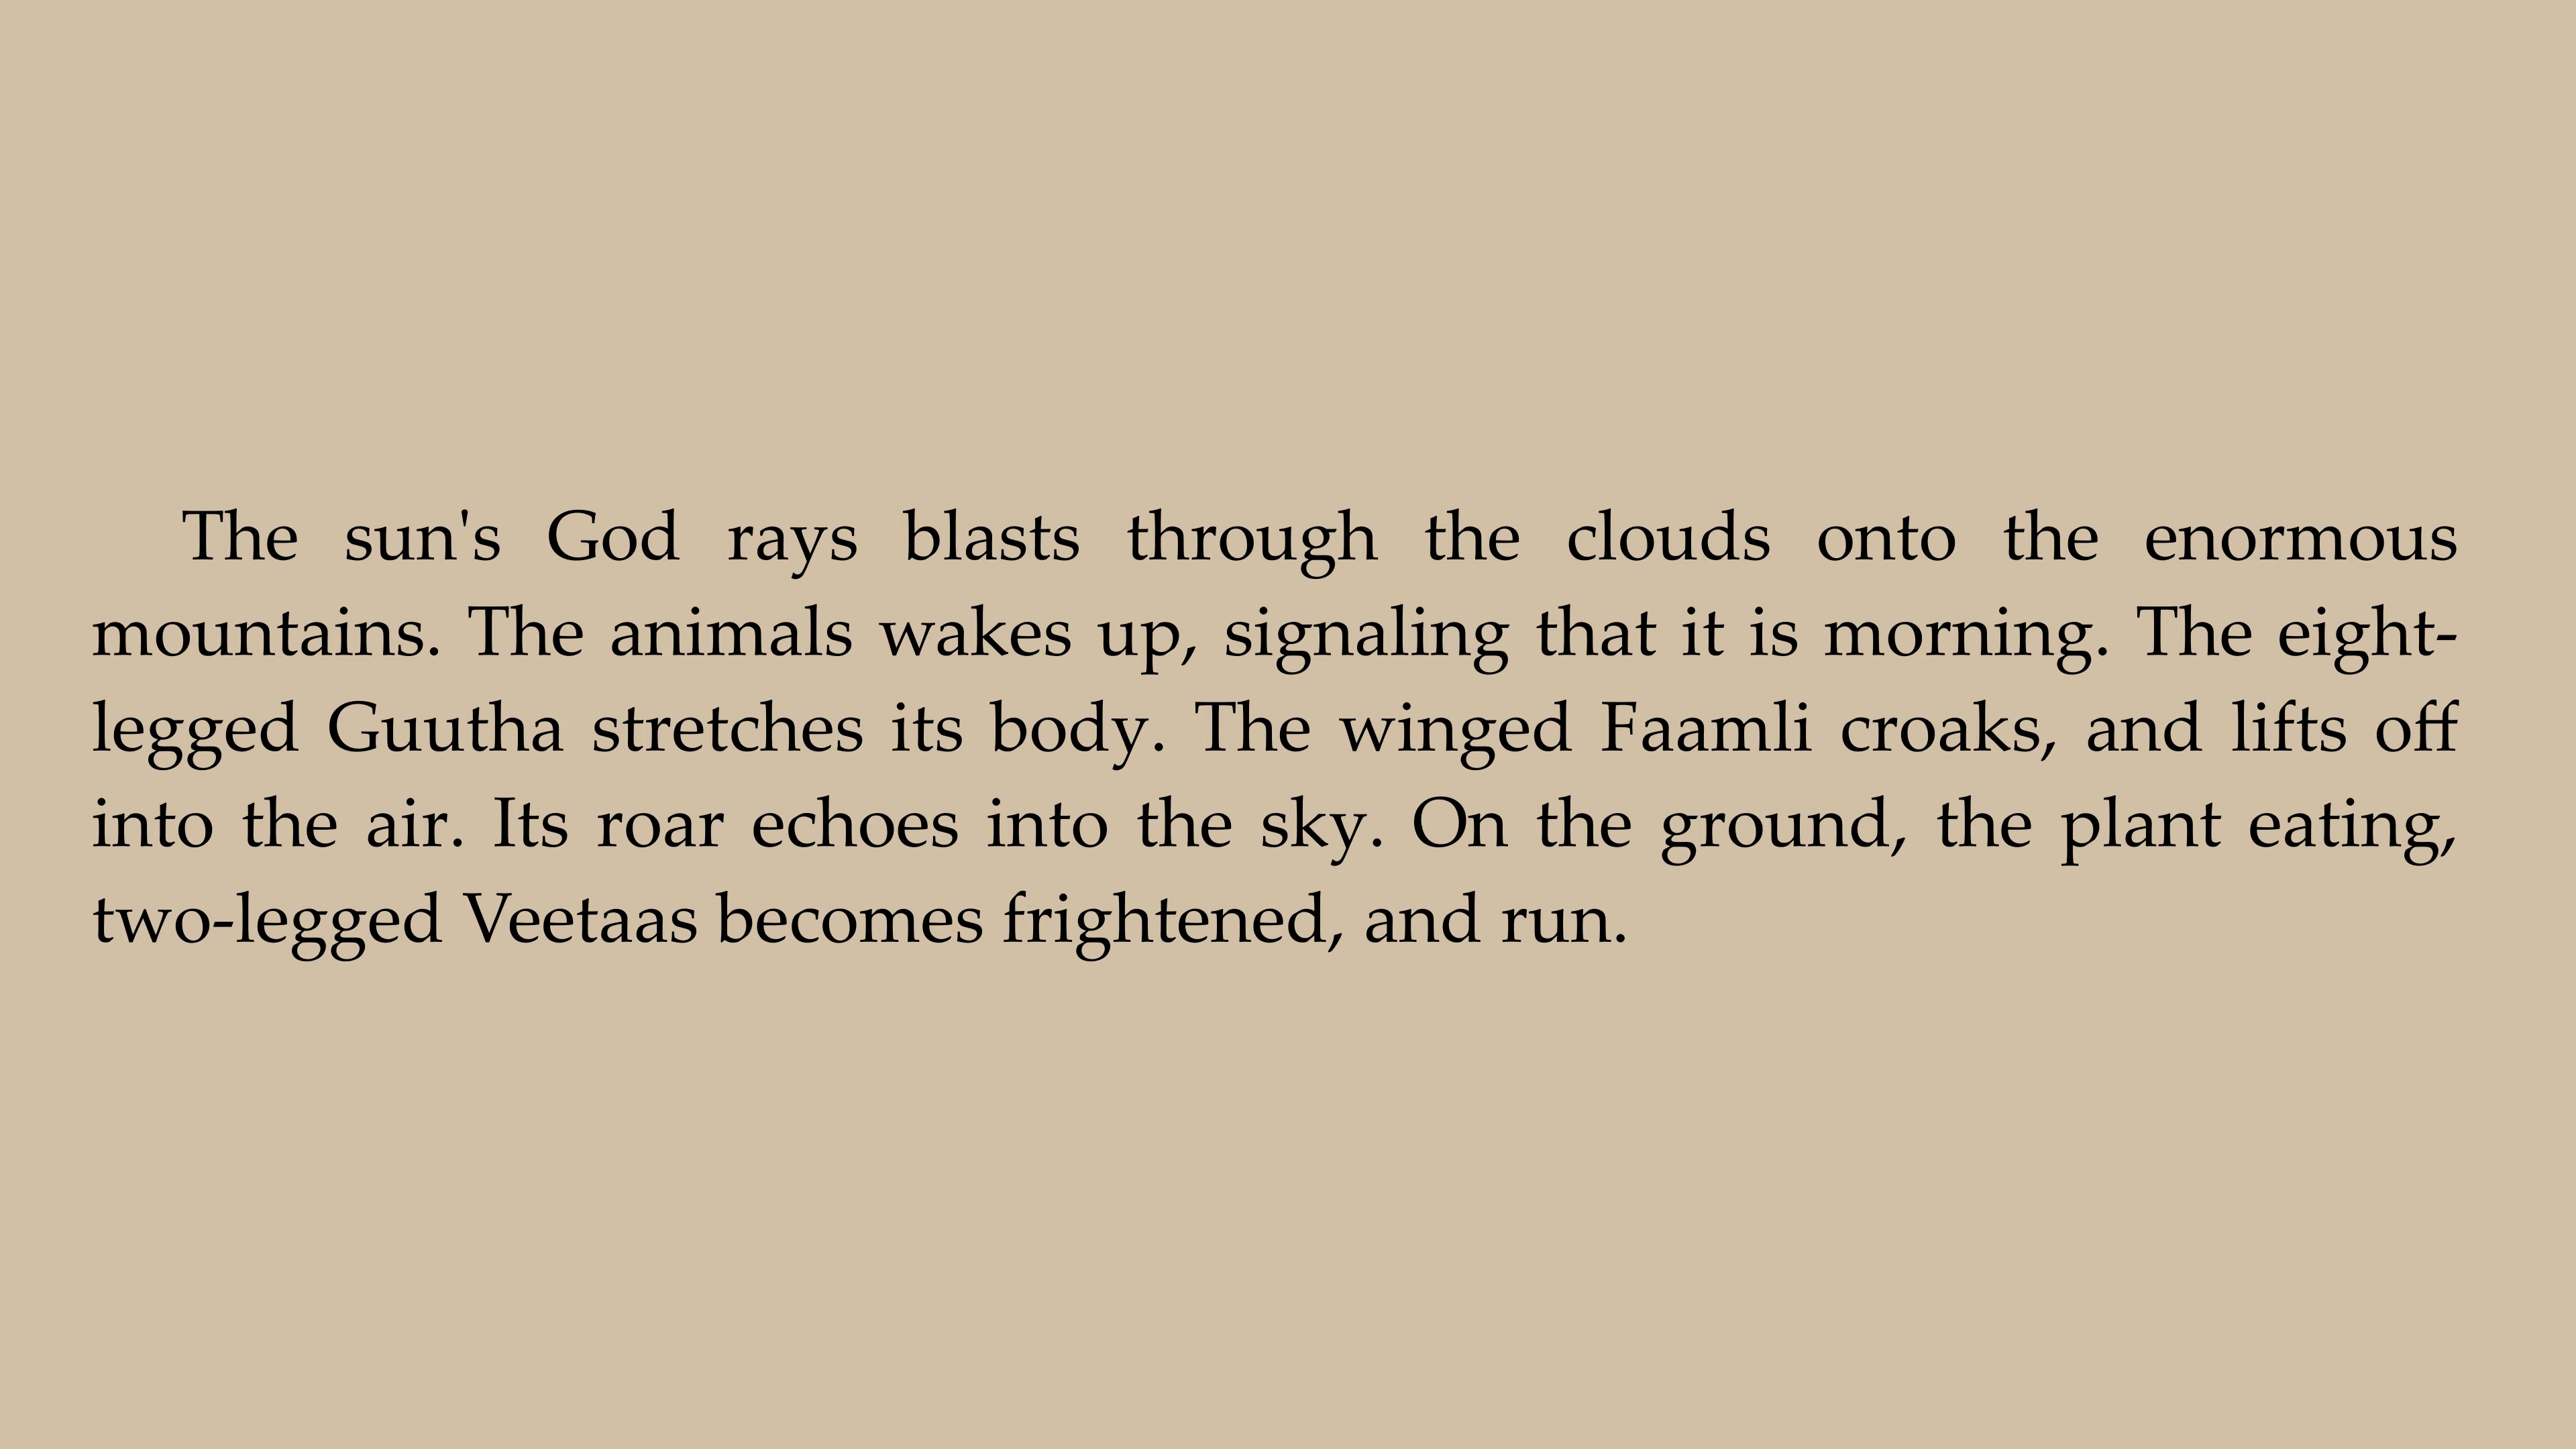 The sun's God rays blasts through the clouds onto the enormous
mountains. The animals wakes up, signaling that it is morning. The eight-
legged Guutha stretches its body. The winged Faamli croaks, and lifts off
into the air. Its roar echoes into the sky. On the ground, the plant eating,
two-legged Veetaas becomes frightened, and run.